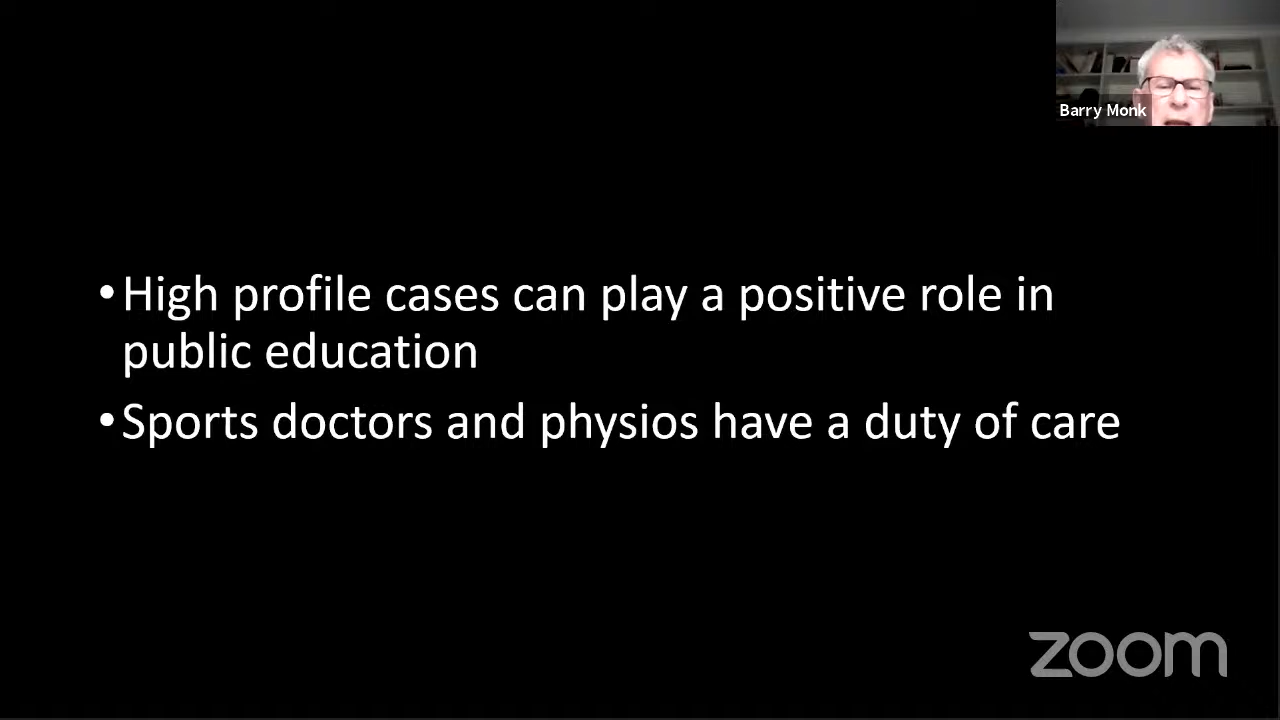 Barry Monk
•High profile cases can play a positive role in
public education
•Sports doctors and physios have a duty of care
zoom